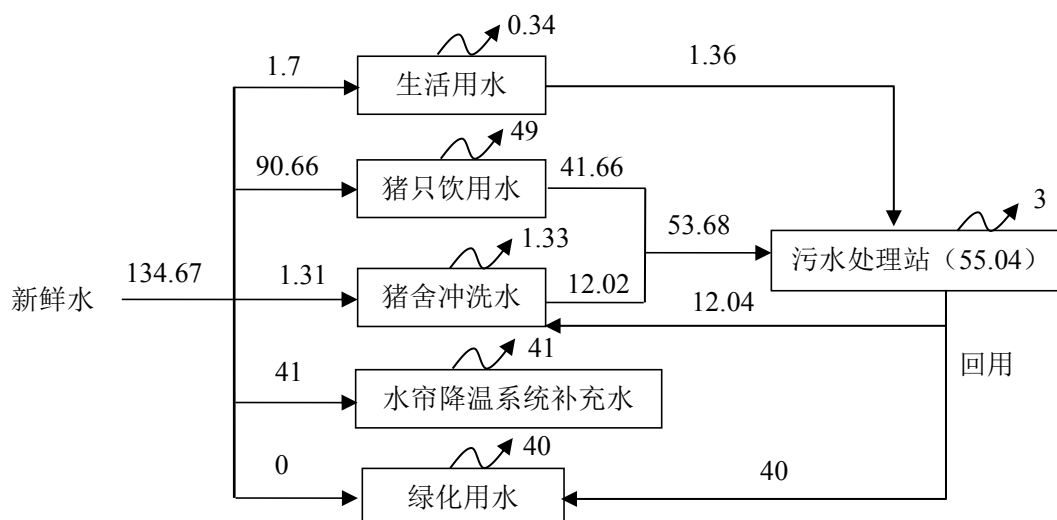 0.34
1.7
生活用水
1.36
49
90.66
猪只饮用水
41.66
3
1.33
53.68
污水处理站（55.04）
新鲜水
134.67
1.31
猪舍冲洗水
12.02
12.04
41
回用
41
水帘降温系统补充水
40
0
绿化用水
40